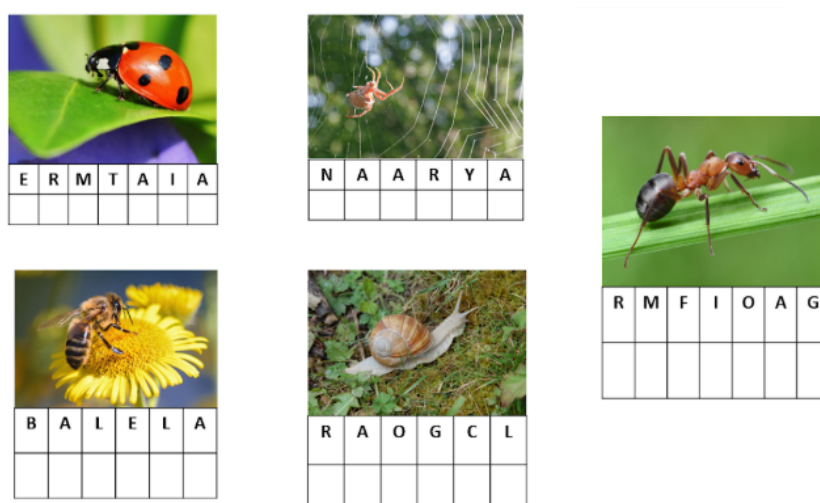 E R M T A I A
N A A R Y A
R M F I O A G
B A L E L A
R A O G C L